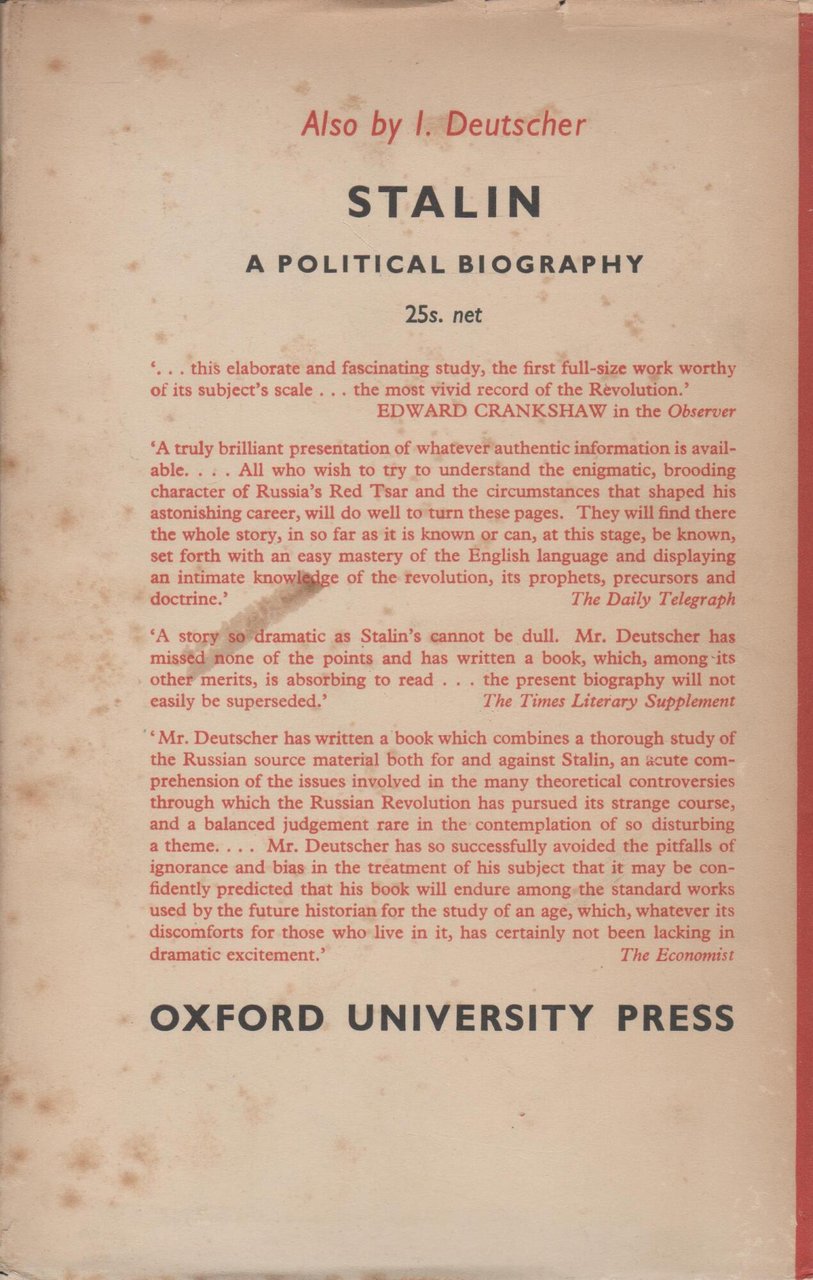 Also by I. Deutscher
STALIN
A POLITICAL BIOGRAPHY
25s. net
‘. . . this elaborate and fascinating study, the first full-size work worthy
of its subject’s scale . . . the most vivid record of the Revolution.’
EDWARD CRANKSHAW in the Observer
‘A truly brilliant presentation of whatever authentic information is avail-
able. . . . All who wish to try to understand the enigmatic, brooding
character of Russia’s Red Tsar and the circumstances that shaped his
astonishing career, will do well to turn these pages. They will find there
the whole story, in so far as it is known or can, at this stage, be known,
set forth with an easy mastery of the English language and displaying
an intimate knowledge of the revolution, its prophets, precursors and
doctrine.’ The Daily Telegraph
‘A story so dramatic as Stalin’s cannot be dull. Mr. Deutscher has
missed none of the points and has written a book, which, among its
other merits, is absorbing to read . . . the present biography will not
easily be superseded.’ The Times Literary Supplement
‘Mr. Deutscher has written a book which combines a thorough study of
the Russian source material both for and against Stalin, an acute com-
prehension of the issues involved in the many theoretical controversies
through which the Russian Revolution has pursued its strange course,
and a balanced judgement rare in the contemplation of so disturbing
a theme. . . . Mr. Deutscher has so successfully avoided the pitfalls of
ignorance and bias in the treatment of his subject that it may be con-
fidently predicted that his book will endure among the standard works
used by the future historian for the study of an age, which, whatever its
discomforts for those who live in it, has certainly not been lacking in
dramatic excitement.’ The Economist
OXFORD UNIVERSITY PRESS